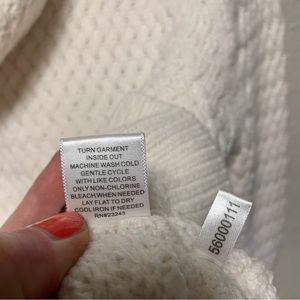 TURN GARMENT
INSIDE OUT
MACHINE WASH COLD
GENTLE CYCLE
WITH LIKE COLORS
ONLY NON-CHLORINE
BLEACH WHEN NEEDED
LAY FLAT TO DRY
COOL IRON IF NEEDED
RN#23243
56000111